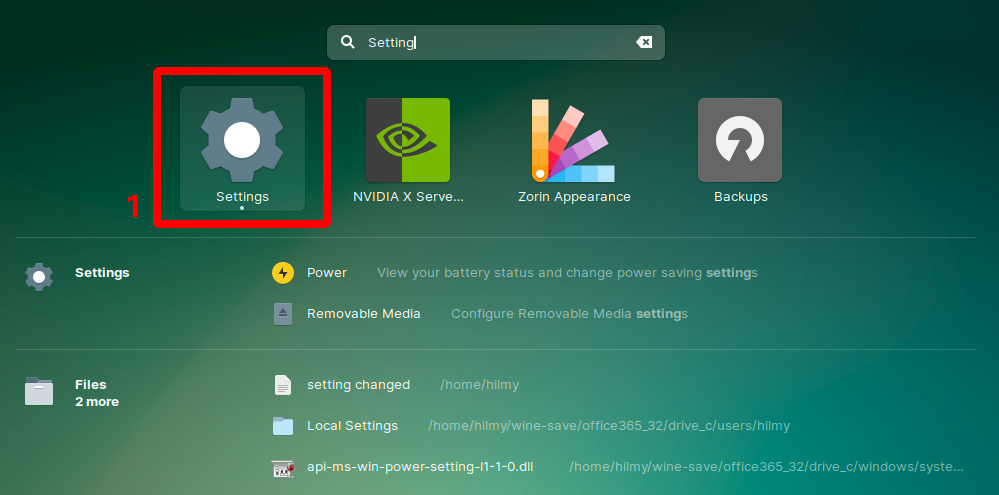 Setting
1
Settings
NVIDIA X Serve...
Zorin Appearance
Backups
Settings
Power View your battery status and change power saving settings
Removable Media Configure Removable Media settings
Files
2 more
setting changed /home/hilmy
Local Settings /home/hilmy/wine-save/office365_32/drive_c/users/hilmy
api-ms-win-power-setting-l1-1-0.dll /home/hilmy/wine-save/office365_32/drive_c/windows/syste...